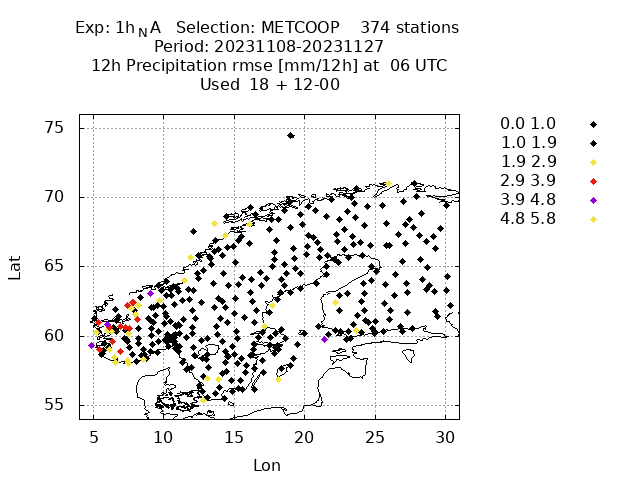 Exp: 1h_NA   Selection: METCOOP    374 stations
Period: 20231108-20231127
12h Precipitation rmse [mm/12h] at  06 UTC
Used  18 + 12-00
0.0 1.0
1.0 1.9
1.9 2.9
2.9 3.9
3.9 4.8
4.8 5.8
75
70
65
60
55
Lat
5 10 15 20 25 30
Lon